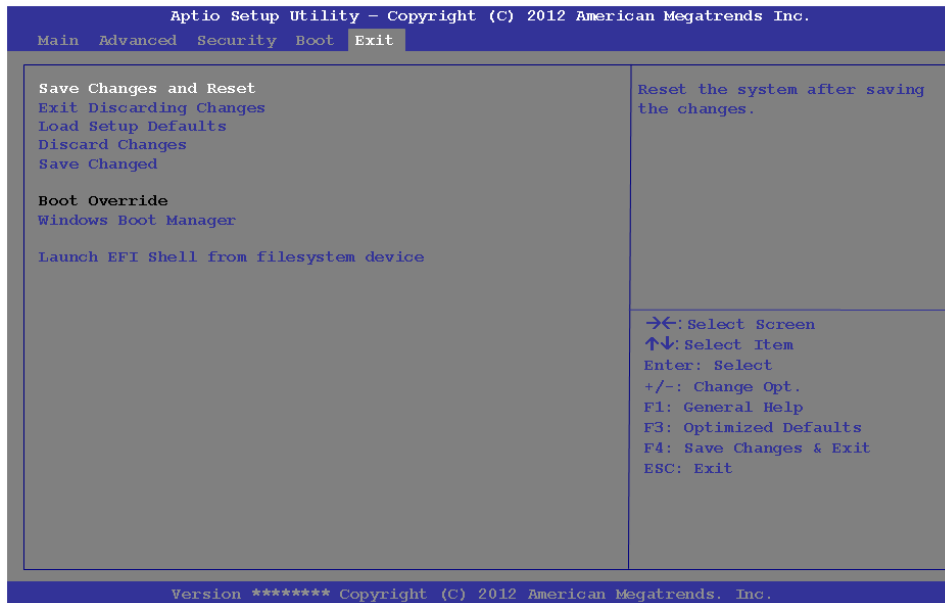 Aptio Setup Utility – Copyright (C) 2012 American Megatrends Inc.
Main Advanced Security Boot Exit
Save Changes and Reset
Exit Discarding Changes
Load Setup Defaults
Discard Changes
Save Changed
Boot Override
Windows Boot Manager
Launch EFI Shell from filesystem device
Reset the system after saving
the changes.
→←: Select Screen
↑↓: Select Item
Enter: Select
+/-: Change Opt.
F1: General Help
F3: Optimized Defaults
F4: Save Changes & Exit
ESC: Exit
Version ******** Copyright (C) 2012 American Megatrends. Inc.